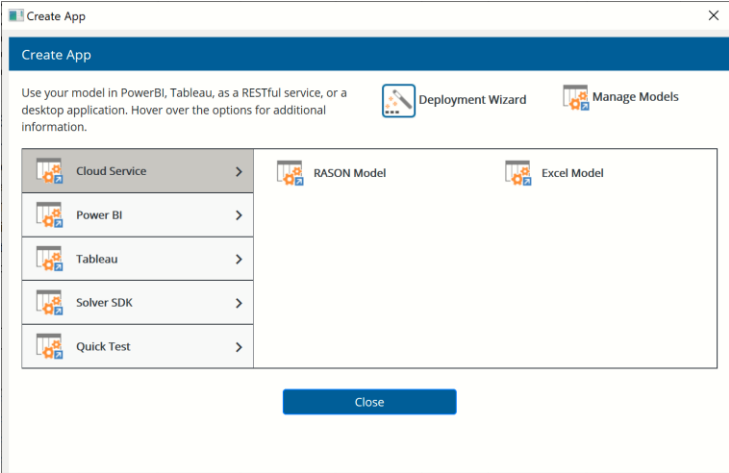 Create App
Create App
Use your model in PowerBI, Tableau, as a RESTful service, or a
desktop application. Hover over the options for additional
information.
Deployment Wizard
Manage Models
Cloud Service
RASON Model
Excel Model
Power BI
Tableau
Solver SDK
Quick Test
Close